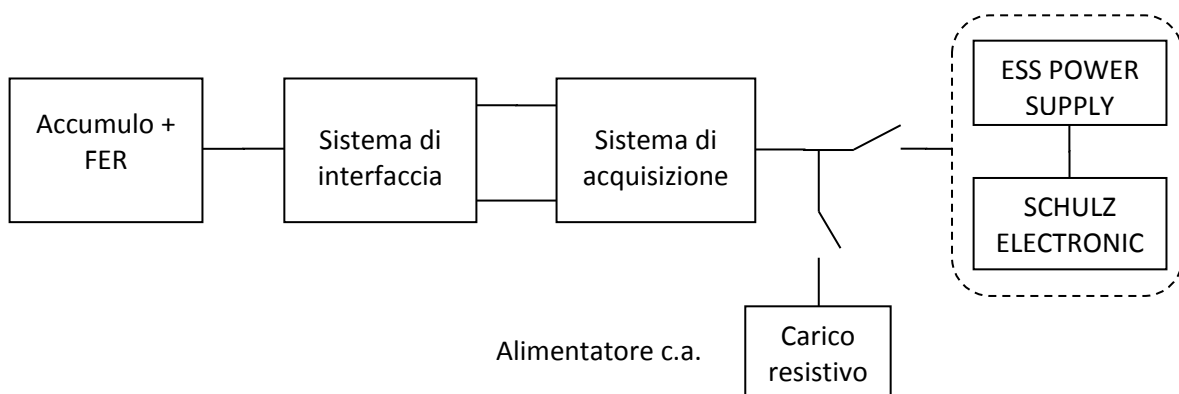 Accumulo +
FER
Sistema di
interfaccia
Sistema di
acquisizione
ESS POWER
SUPPLY
SCHULZ
ELECTRONIC
Alimentatore c.a.
Carico
resistivo